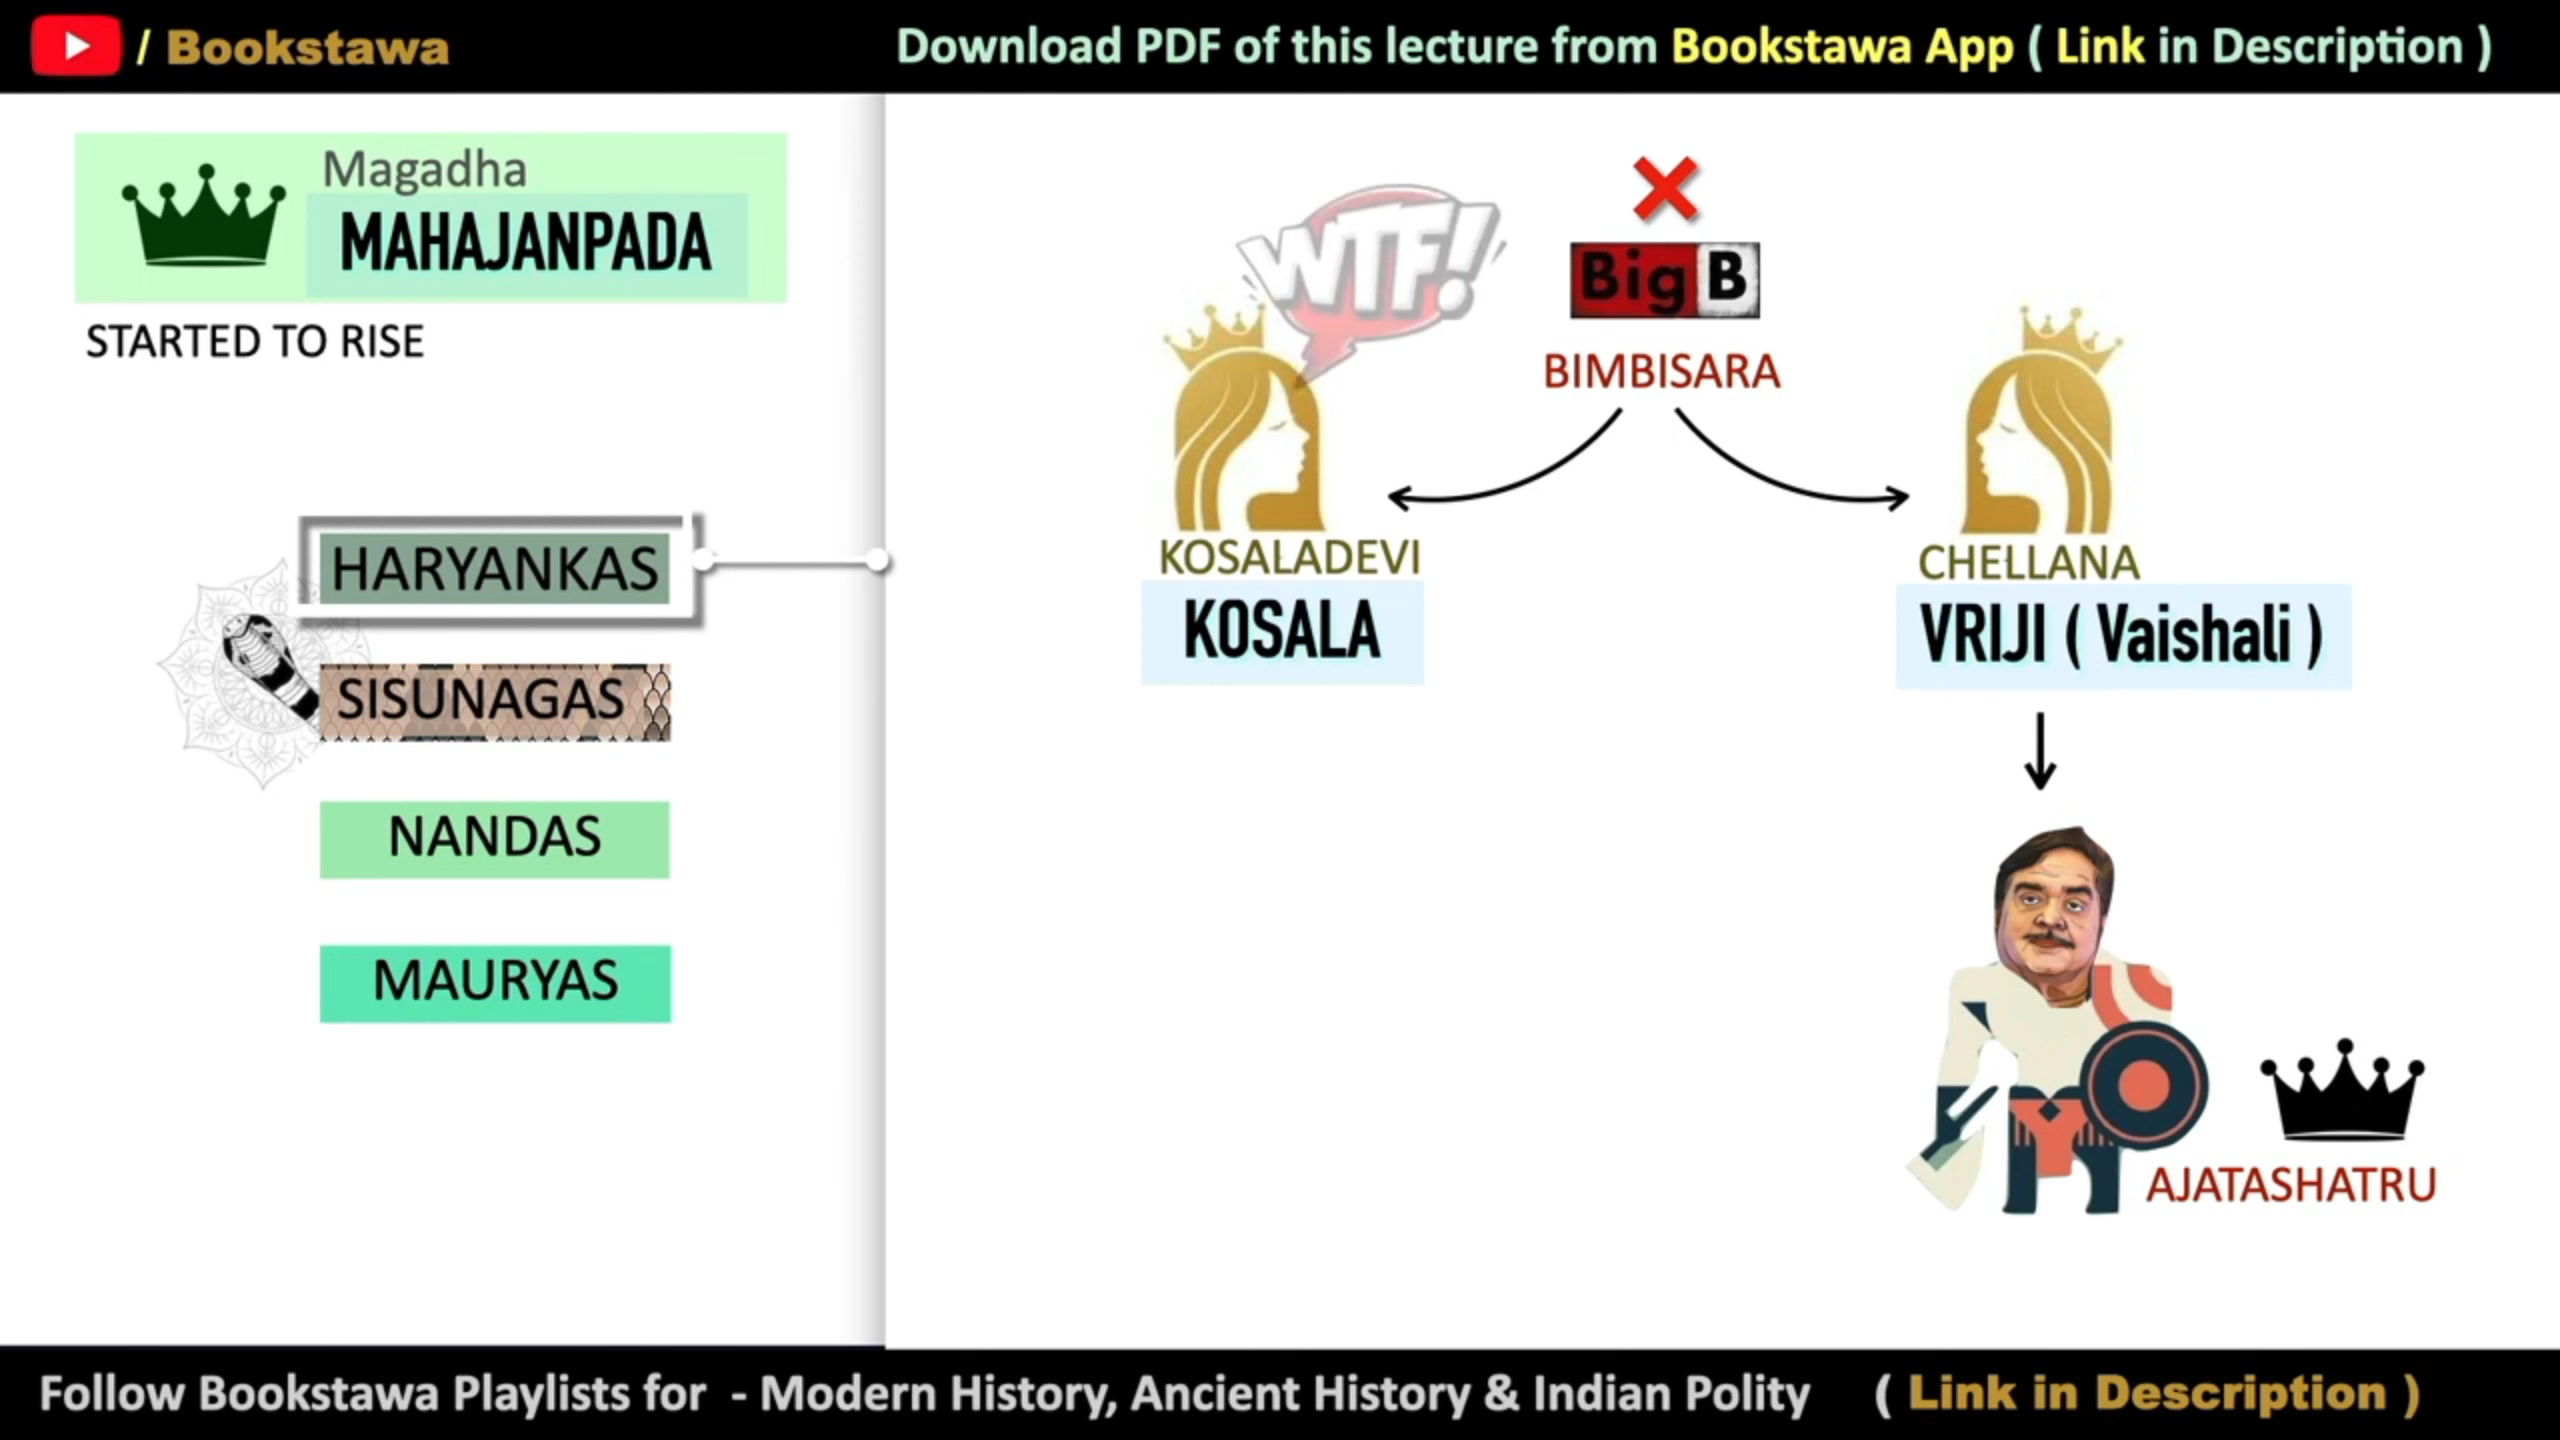 / Bookstawa
Download PDF of this lecture from Bookstawa App ( Link in Description )
Magadha
MAHAJANPADA
STARTED TO RISE
HARYANKAS
SISUNAGAS
NANDAS
MAURYAS
WTF!
Big B
BIMBISARA
KOSALADEVI
KOSALA
CHELLANA
VRIJI ( Vaishali )
AJATASHATRU
Follow Bookstawa Playlists for - Modern History, Ancient History & Indian Polity ( Link in Description )